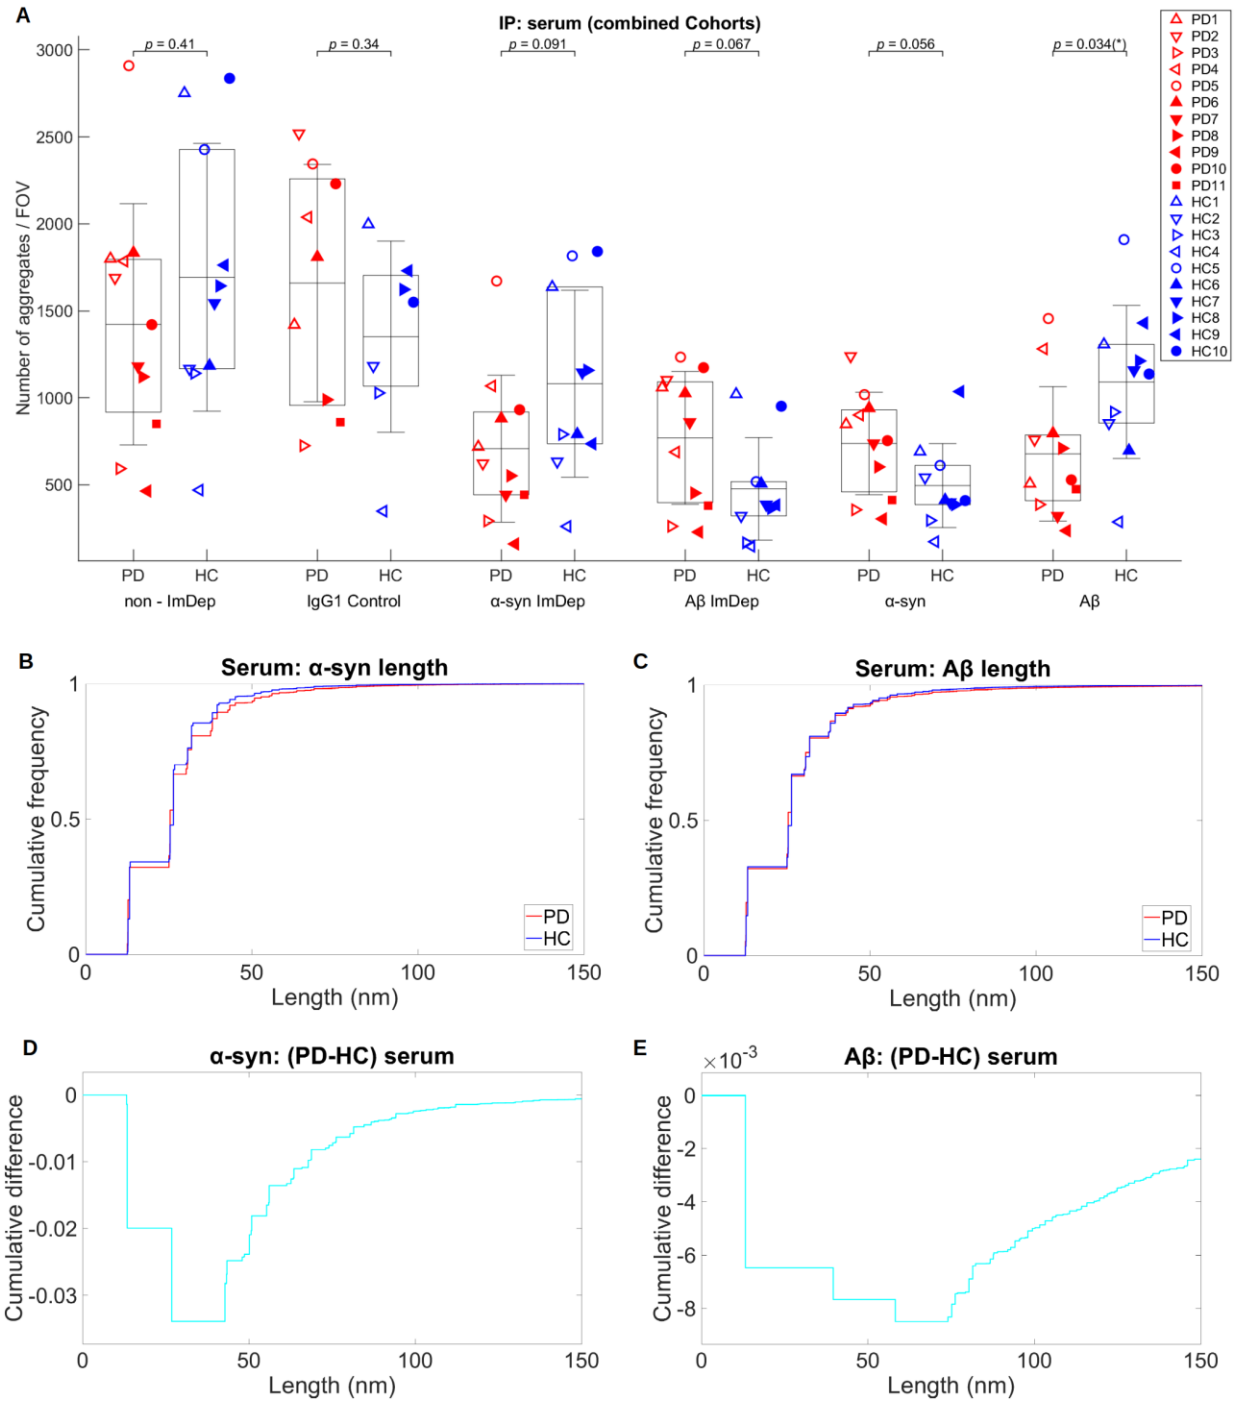 A
IP: serum (combined Cohorts)
p = 0.41
p = 0.34
p = 0.091
p = 0.067
p = 0.056
p = 0.034(*)
Number of aggregates / FOV
3000
2500
2000
1500
1000
500
PD HC PD HC PD HC PD HC PD HC PD HC
non - ImDep IgG1 Control α-syn ImDep Aβ ImDep α-syn Aβ
PD1
PD2
PD3
PD4
PD5
PD6
PD7
PD8
PD9
PD10
PD11
HC1
HC2
HC3
HC4
HC5
HC6
HC7
HC8
HC9
HC10
B
Serum: α-syn length
Cumulative frequency
1
0.5
0
0 50 100 150
Length (nm)
PD
HC
C
Serum: Aβ length
Cumulative frequency
1
0.5
0
0 50 100 150
Length (nm)
PD
HC
D
α-syn: (PD-HC) serum
Cumulative difference
0
-0.01
-0.02
-0.03
0 50 100 150
Length (nm)
E
×10-3
Aβ: (PD-HC) serum
Cumulative difference
0
-2
-4
-6
-8
0 50 100 150
Length (nm)